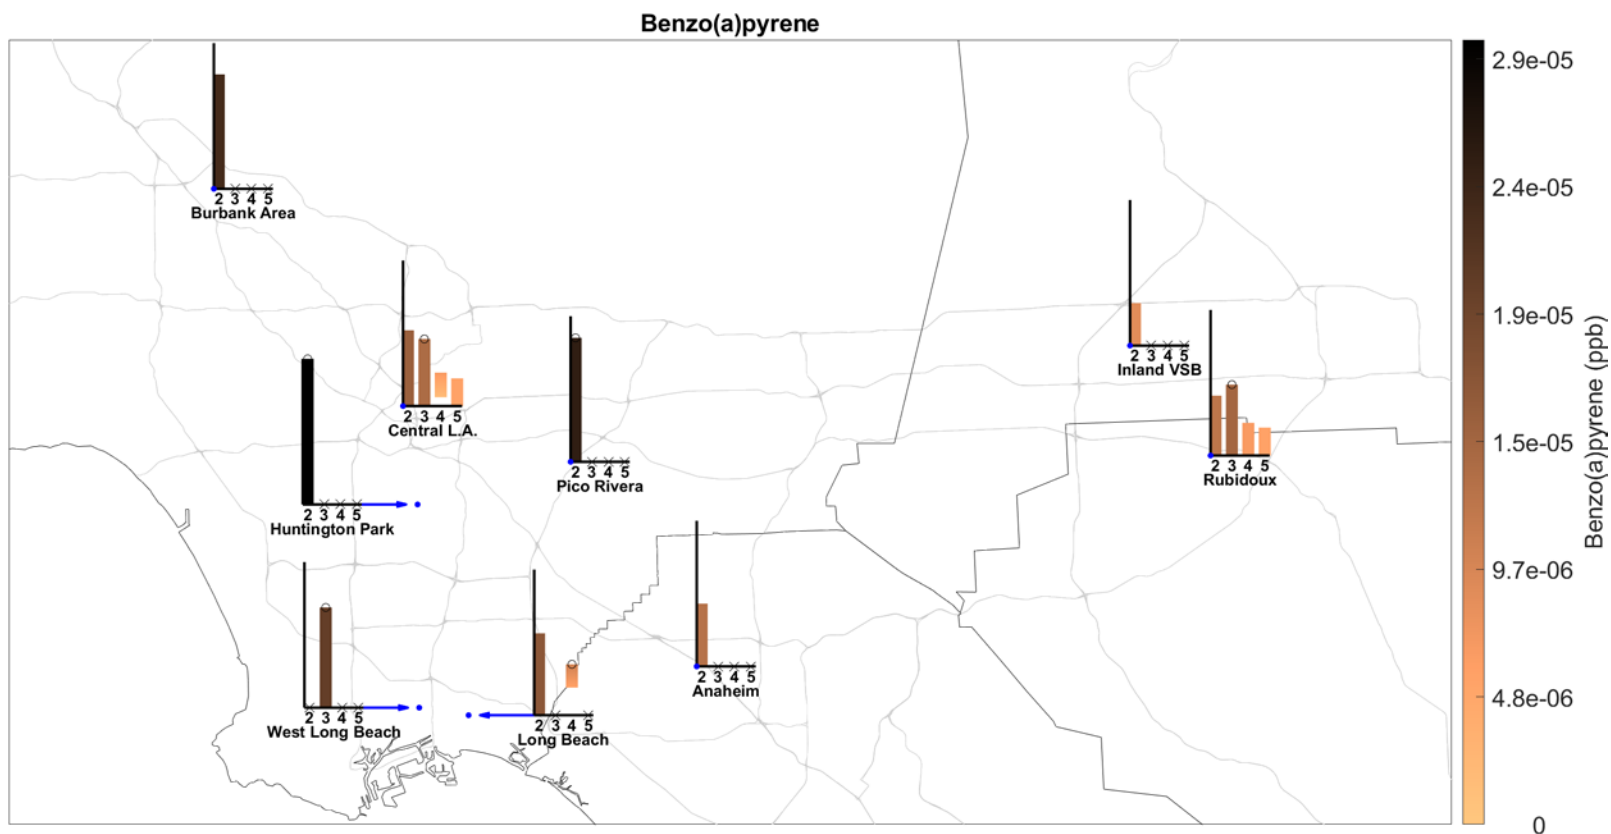 Benzo(a)pyrene
2 3 4 5
Burbank Area
2 3 4 5
Central L.A.
2 3 4 5
Huntington Park
2 3 4 5
Pico Rivera
2 3 4 5
Inland VSB
2 3 4 5
Rubidoux
2 3 4 5
West Long Beach
2 3 4 5
Long Beach
2 3 4 5
Anaheim
2.9e-05
2.4e-05
1.9e-05
1.5e-05
9.7e-06
4.8e-06
0
Benzo(a)pyrene (ppb)